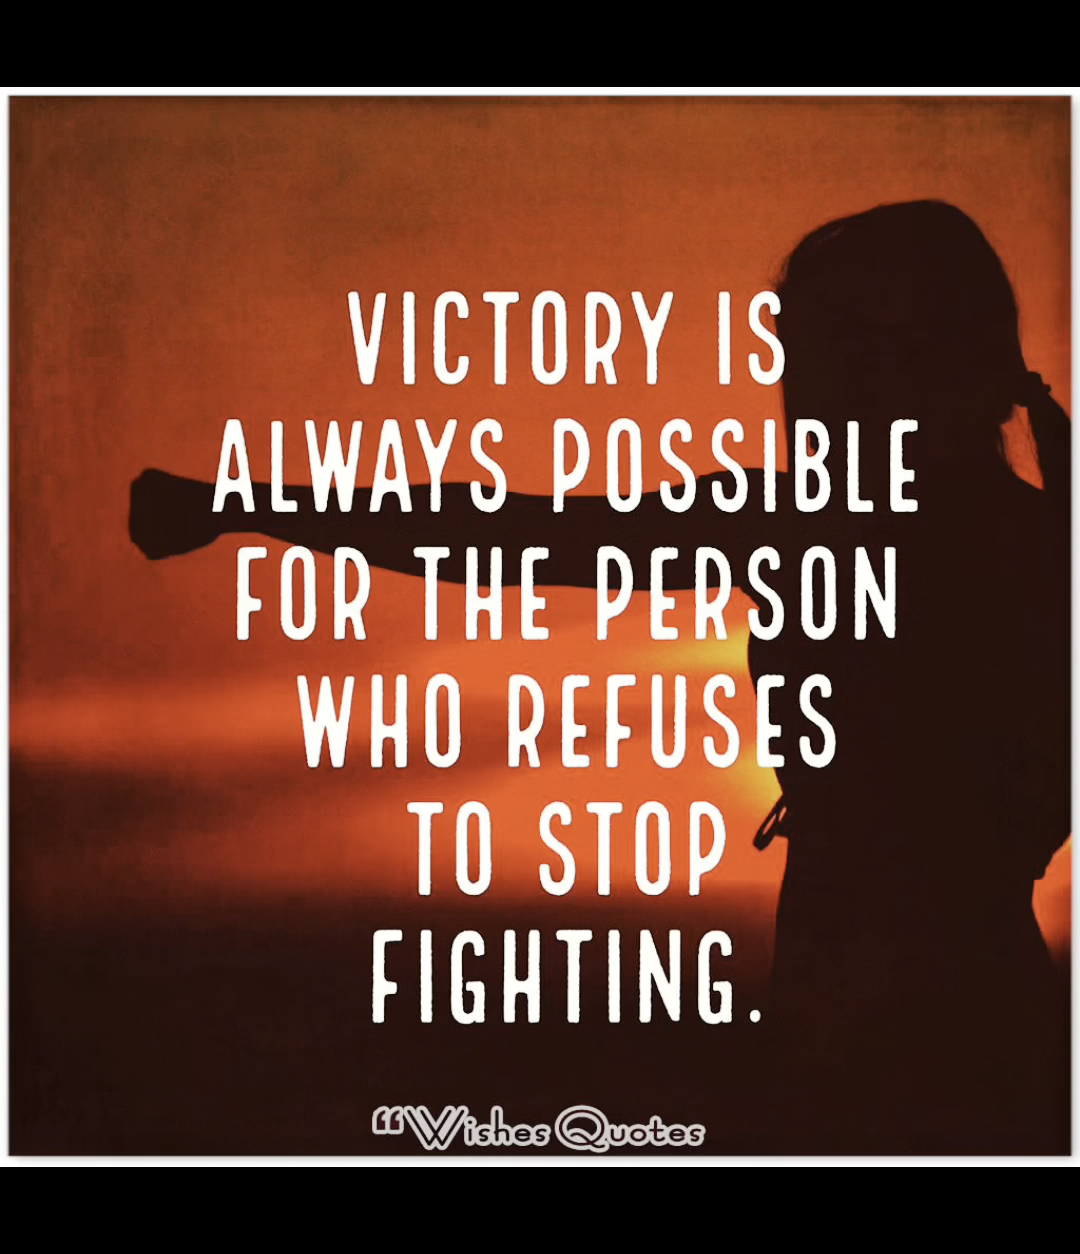 VICTORY IS
ALWAYS POSSIBLE
FOR THE PERSON
WHO REFUSES
TO STOP
FIGHTING.
“Wishes Quotes